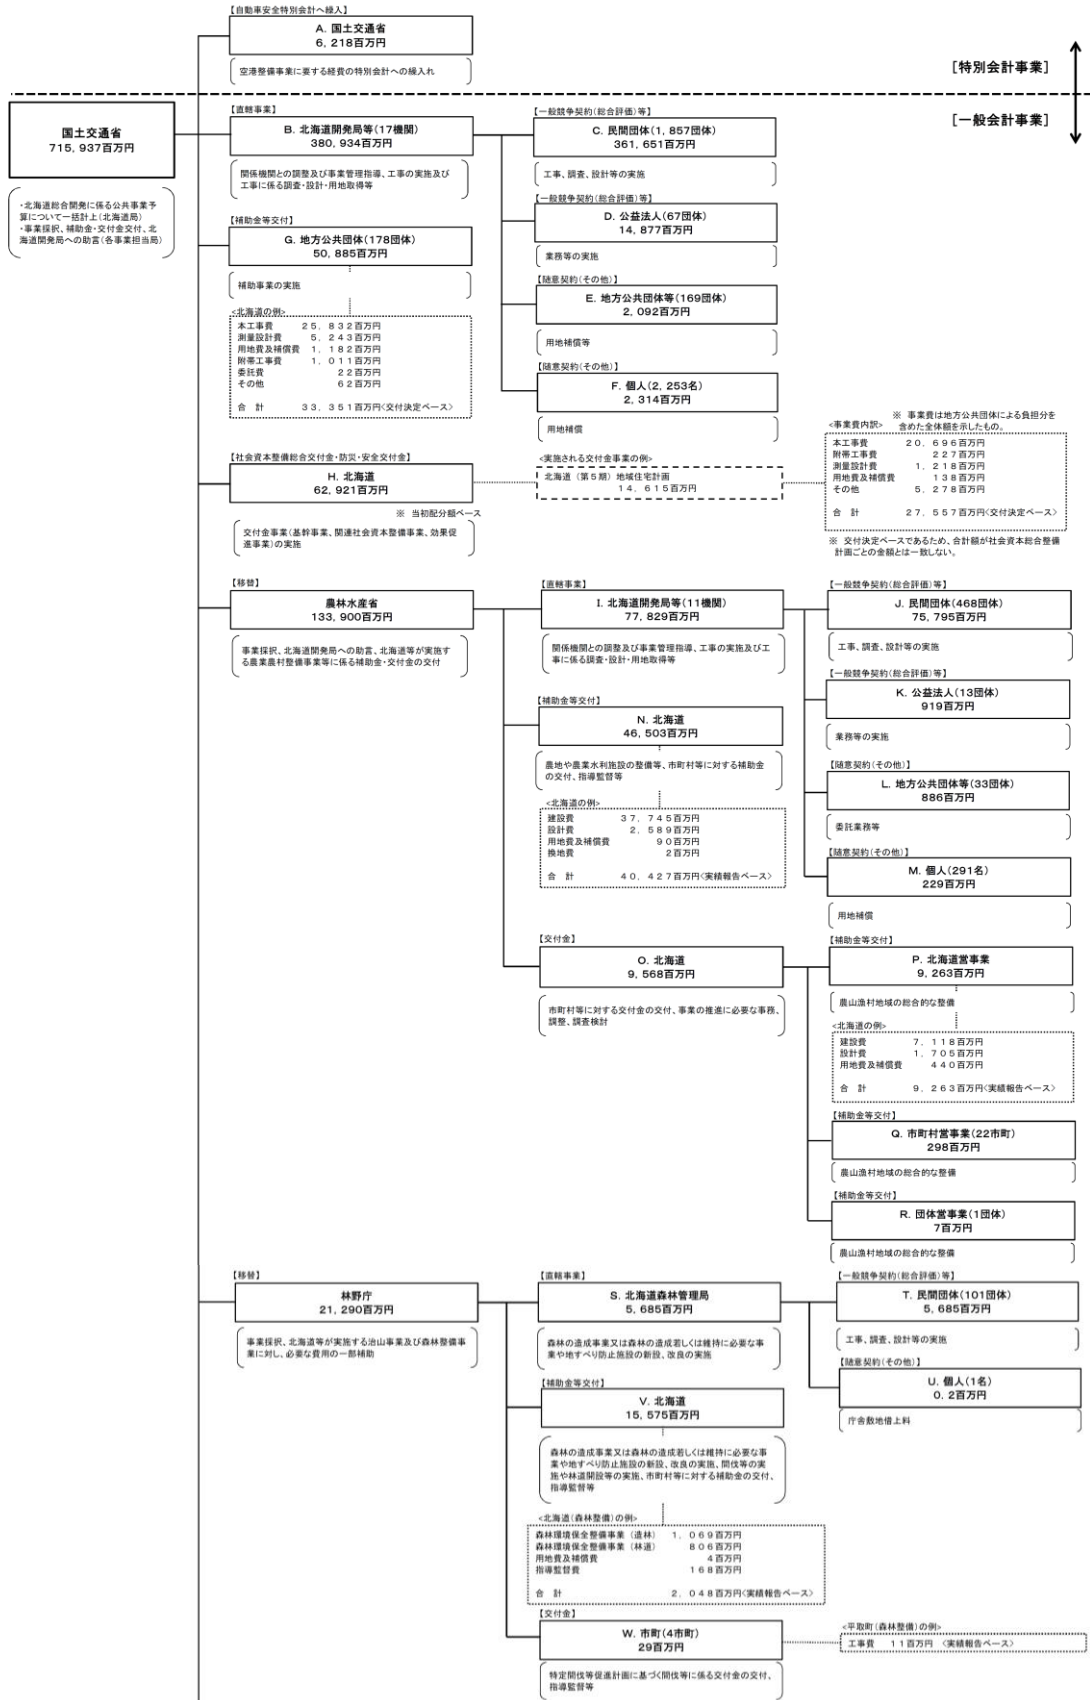 【自動車安全特別会計へ繰入】
A. 国土交通省
6, 218百万円
空港整備事業に要する経費の特別会計への繰入れ
[特別会計事業]
[一般会計事業]
国土交通省
715, 937百万円
・北海道総合開発に係る公共事業予
算について一括計上(北海道局)
・事業採択、補助金・交付金交付、北
海道開発局への助言(各事業担当局)
【直轄事業】
B. 北海道開発局等(17機関)
380, 934百万円
関係機関との調整及び事業管理指導、工事の実施及び
工事に係る調査・設計・用地取得等
【一般競争契約(総合評価)等】
C. 民間団体(1, 857団体)
361, 651百万円
工事、調査、設計等の実施
【一般競争契約(総合評価)等】
D. 公益法人(67団体)
14, 877百万円
業務等の実施
【随意契約(その他)】
E. 地方公共団体等(169団体)
2, 092百万円
用地補償等
【随意契約(その他)】
F. 個人(2, 253名)
2, 314百万円
用地補償
【補助金等交付】
G. 地方公共団体(178団体)
50, 885百万円
補助事業の実施
<北海道の例>
本工事費 25, 832百万円
測量設計費 5, 243百万円
用地費及補償費 1, 182百万円
附帯工事費 1, 011百万円
委託費 22百万円
その他 62百万円
合 計 33, 351百万円<交付決定ベース>
【社会資本整備総合交付金・防災・安全交付金】
H. 北海道
62, 921百万円
※ 当初配分額ベース
交付金事業(基幹事業、関連社会資本整備事業、効果促
進事業)の実施
<実施される交付金事業の例>
北海道(第5期)地域住宅計画
14, 615百万円
<事業費内訳>
※ 事業費は地方公共団体による負担分を
含めた全体額を示したもの。
本工事費 20, 696百万円
附帯工事費 227百万円
測量設計費 1, 218百万円
用地費及補償費 138百万円
その他 5, 278百万円
合 計 27, 557百万円<交付決定ベース>
※ 交付決定ベースであるため、合計額が社会資本総合整備
計画ごとの金額とは一致しない。
【移替】
農林水産省
133, 900百万円
事業採択、北海道開発局への助言、北海道等が実施す
る農業農村整備事業等に係る補助金・交付金の交付
【直轄事業】
I. 北海道開発局等(11機関)
77, 829百万円
関係機関との調整及び事業管理指導、工事の実施及び工
事に係る調査・設計・用地取得等
【一般競争契約(総合評価)等】
J. 民間団体(468団体)
75, 795百万円
工事、調査、設計等の実施
【一般競争契約(総合評価)等】
K. 公益法人(13団体)
919百万円
業務等の実施
【随意契約(その他)】
L. 地方公共団体等(33団体)
886百万円
委託業務等
【随意契約(その他)】
M. 個人(291名)
229百万円
用地補償
【補助金等交付】
N. 北海道
46, 503百万円
農地や農業水利施設の整備等、市町村等に対する補助金
の交付、指導監督等
<北海道の例>
建設費 37, 745百万円
設計費 2, 589百万円
用地費及補償費 90百万円
換地費 2百万円
合 計 40, 427百万円<実績報告ベース>
【交付金】
O. 北海道
9, 568百万円
市町村等に対する交付金の交付、事業の推進に必要な事務、
調整、調査検討
【補助金等交付】
P. 北海道営事業
9, 263百万円
農山漁村地域の総合的な整備
<北海道の例>
建設費 7, 118百万円
設計費 1, 705百万円
用地費及補償費 440百万円
合 計 9, 263百万円<実績報告ベース>
【補助金等交付】
Q. 市町村営事業(22市町)
298百万円
農山漁村地域の総合的な整備
【補助金等交付】
R. 団体営事業(1団体)
7百万円
農山漁村地域の総合的な整備
【移替】
林野庁
21, 290百万円
事業採択、北海道等が実施する治山事業及び森林整備事
業に対し、必要な費用の一部補助
【直轄事業】
S. 北海道森林管理局
5, 685百万円
森林の造成事業又は森林の造成若しくは維持に必要な事
業や地すべり防止施設の新設、改良の実施
【一般競争契約(総合評価)等】
T. 民間団体(101団体)
5, 685百万円
工事、調査、設計等の実施
【随意契約(その他)】
U. 個人(1名)
0. 2百万円
庁舎敷地借上料
【補助金等交付】
V. 北海道
15, 575百万円
森林の造成事業又は森林の造成若しくは維持に必要な事
業や地すべり防止施設の新設、改良の実施、間伐等の実
施や林道開設等の実施、市町村等に対する補助金の交付、
指導監督等
<北海道(森林整備)の例>
森林環境保全整備事業(造林) 1, 069百万円
森林環境保全整備事業(林道) 806百万円
用地費及補償費 4百万円
指導監督費 168百万円
合 計 2, 048百万円<実績報告ベース>
【交付金】
W. 市町(4市町)
29百万円
特定間伐等促進計画に基づく間伐等に係る交付金の交付、
指導監督等
<平取町(森林整備)の例>
工事費 11百万円 <実績報告ベース>